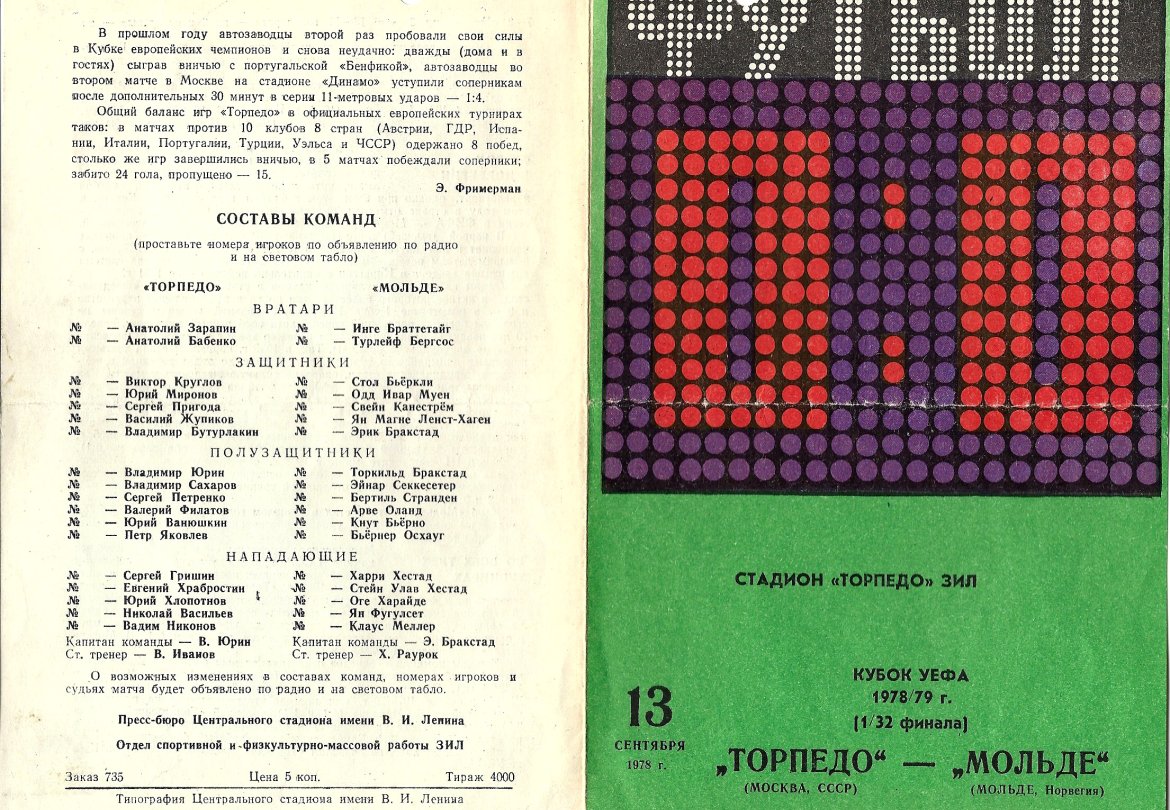 В прошлом году автозаводцы второй раз пробовали свои силы
в Кубке европейских чемпионов и снова неудачно: дважды (дома и в
гостях) сыграв вничью с португальской «Бенфикой», автозаводцы во
втором матче в Москве на стадионе «Динамо» уступили соперникам
после дополнительных 30 минут в серии 11-метровых ударов — 1:4.
Общий баланс игр «Торпедо» в официальных европейских турнирах
таков: в матчах против 10 клубов 8 стран (Австрии, ГДР, Испа-
нии, Италии, Португалии, Турции, Уэльса и ЧССР) одержано 8 побед,
столько же игр завершились вничью, в 5 матчах побеждали соперники;
забито 24 гола, пропущено — 15.
Э. Фримерман
СОСТАВЫ КОМАНД
(проставьте номера игроков по объявлению по радио
и на световом табло)
«ТОРПЕДО» «МОЛЬДЕ»
ВРАТАРИ
№ — Анатолий Зарапин № — Инге Браттетайг
№ — Анатолий Бабенко № — Турлейф Бергсос
ЗАЩИТНИКИ
№ — Виктор Круглов № — Стол Бьёркли
№ — Юрий Миронов № — Одд Ивар Муен
№ — Сергей Пригода № — Свейн Канестрём
№ — Василий Жупиков № — Ян Магне Ленст-Хаген
№ — Владимир Бутурлакин № — Эрик Бракстад
ПОЛУЗАЩИТНИКИ
№ — Владимир Юрин № — Торкильд Бракстад
№ — Владимир Сахаров № — Эйнар Секкесетер
№ — Сергей Петренко № — Бертиль Странден
№ — Валерий Филатов № — Арве Оланд
№ — Юрий Ванюшкин № — Кнут Бьёрно
№ — Петр Яковлев № — Бьёрнер Осхауг
НАПАДАЮЩИЕ
№ — Сергей Гришин № — Харри Хестад
№ — Евгений Храбростин № — Стейн Улав Хестад
№ — Юрий Хлопотнов № — Оге Харайде
№ — Николай Васильев № — Ян Фугулсет
№ — Вадим Никонов № — Клаус Меллер
Капитан команды — В. Юрин Капитан команды — Э. Бракстад
Ст. тренер — В. Иванов Ст. тренер — Х. Раурок
О возможных изменениях в составах команд, номерах игроков и
судьях матча будет объявлено по радио и на световом табло.
Пресс-бюро Центрального стадиона имени В. И. Ленина
Отдел спортивной и физкультурно-массовой работы ЗИЛ
Заказ 735 Цена 5 коп. Тираж 4000
Типография Центрального стадиона имени В. И. Ленина
ФУТБОЛ
0:0
СТАДИОН «ТОРПЕДО» ЗИЛ
КУБОК УЕФА
1978/79 г.
(1/32 финала)
13
СЕНТЯБРЯ
1978 г.
„ТОРПЕДО“ — „МОЛЬДЕ“
(МОСКВА, СССР) (МОЛЬДЕ, Норвегия)